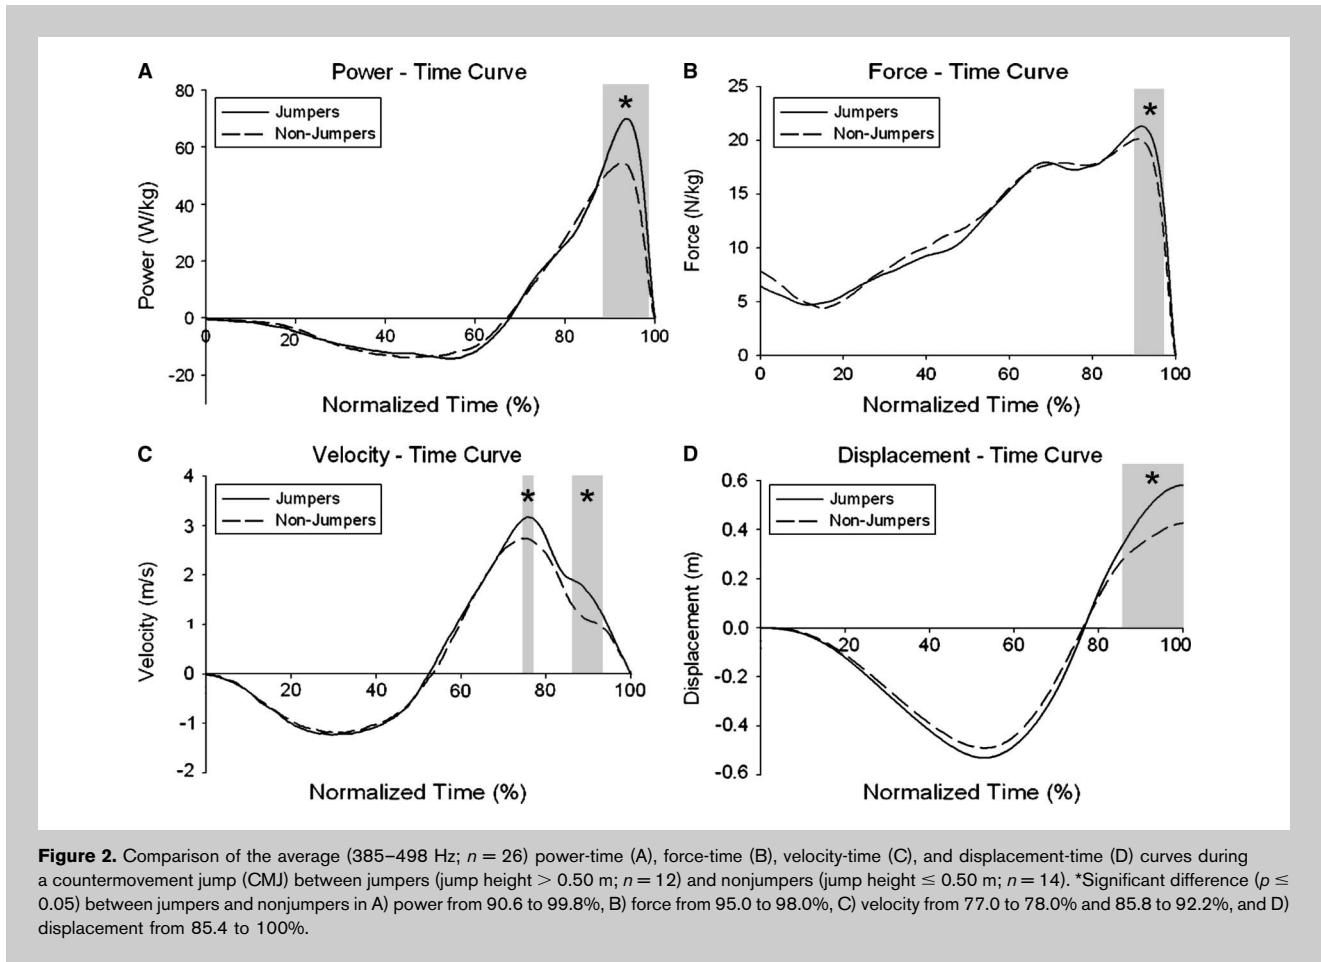 A
Power - Time Curve
80
60
40
20
0
-20
Power (W/kg)
Jumpers
Non-Jumpers
*
0
20
40
60
80
100
Normalized Time (%)
B
Force - Time Curve
25
20
15
10
5
0
Force (N/kg)
Jumpers
Non-Jumpers
*
0
20
40
60
80
100
Normalized Time (%)
C
Velocity - Time Curve
4
3
2
1
0
-1
-2
Velocity (m/s)
Jumpers
Non-Jumpers
*
*
20
40
60
80
100
Normalized Time (%)
D
Displacement - Time Curve
0.6
0.4
0.2
0.0
-0.2
-0.4
-0.6
Displacement (m)
Jumpers
Non-Jumpers
*
20
40
60
80
100
Normalized Time (%)
Figure 2. Comparison of the average (385–498 Hz; n = 26) power-time (A), force-time (B), velocity-time (C), and displacement-time (D) curves during
a countermovement jump (CMJ) between jumpers (jump height > 0.50 m; n = 12) and nonjumpers (jump height ≤ 0.50 m; n = 14). *Significant difference (p ≤
0.05) between jumpers and nonjumpers in A) power from 90.6 to 99.8%, B) force from 95.0 to 98.0%, C) velocity from 77.0 to 78.0% and 85.8 to 92.2%, and D)
displacement from 85.4 to 100%.